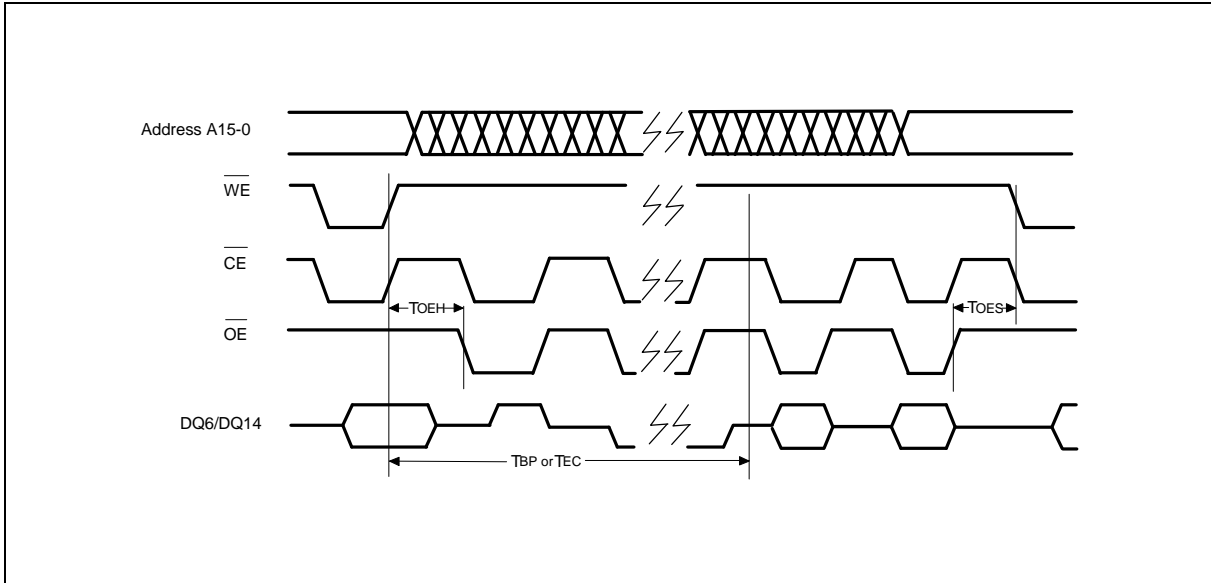 Address A15-0
WE
CE
TOEH
TOES
OE
DQ6/DQ14
TBP or TEC